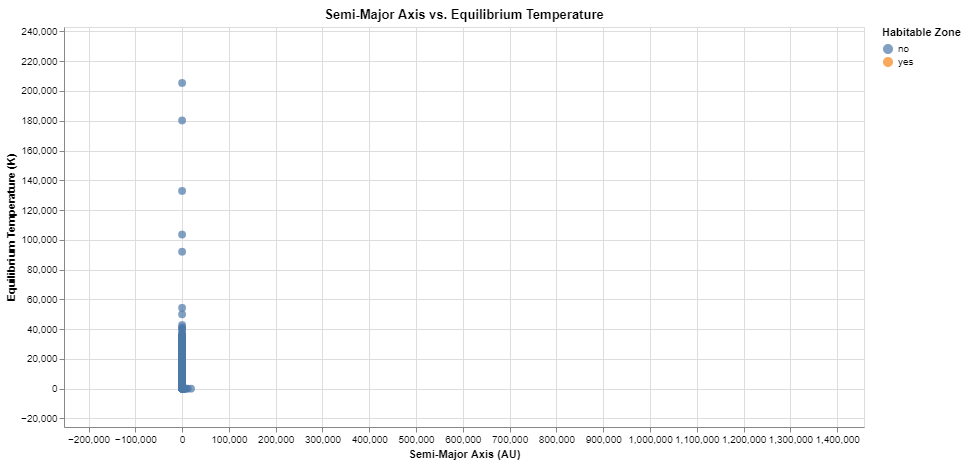 Semi-Major Axis vs. Equilibrium Temperature
Habitable Zone
no
yes
Equilibrium Temperature (K)
240,000
220,000
200,000
180,000
160,000
140,000
120,000
100,000
80,000
60,000
40,000
20,000
0
−20,000
−200,000 −100,000 0 100,000 200,000 300,000 400,000 500,000 600,000 700,000 800,000 900,000 1,000,000 1,100,000 1,200,000 1,300,000 1,400,000
Semi-Major Axis (AU)